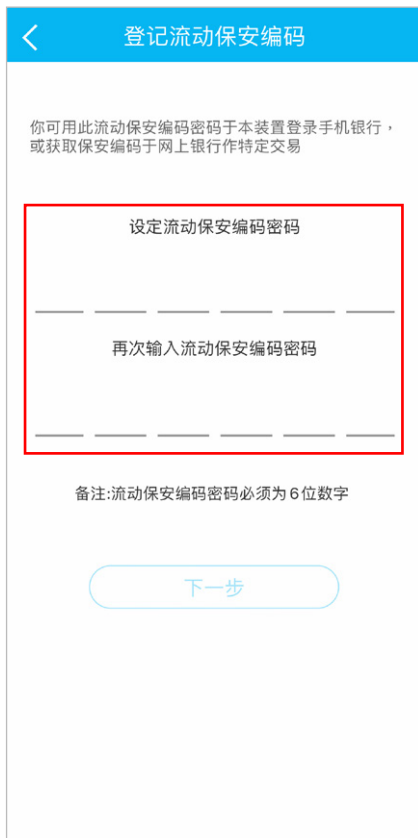 登记流动保安编码
你可用此流动保安编码密码于本装置登录手机银行，
或获取保安编码于网上银行作特定交易
设定流动保安编码密码
再次输入流动保安编码密码
备注:流动保安编码密码必须为6位数字
下一步